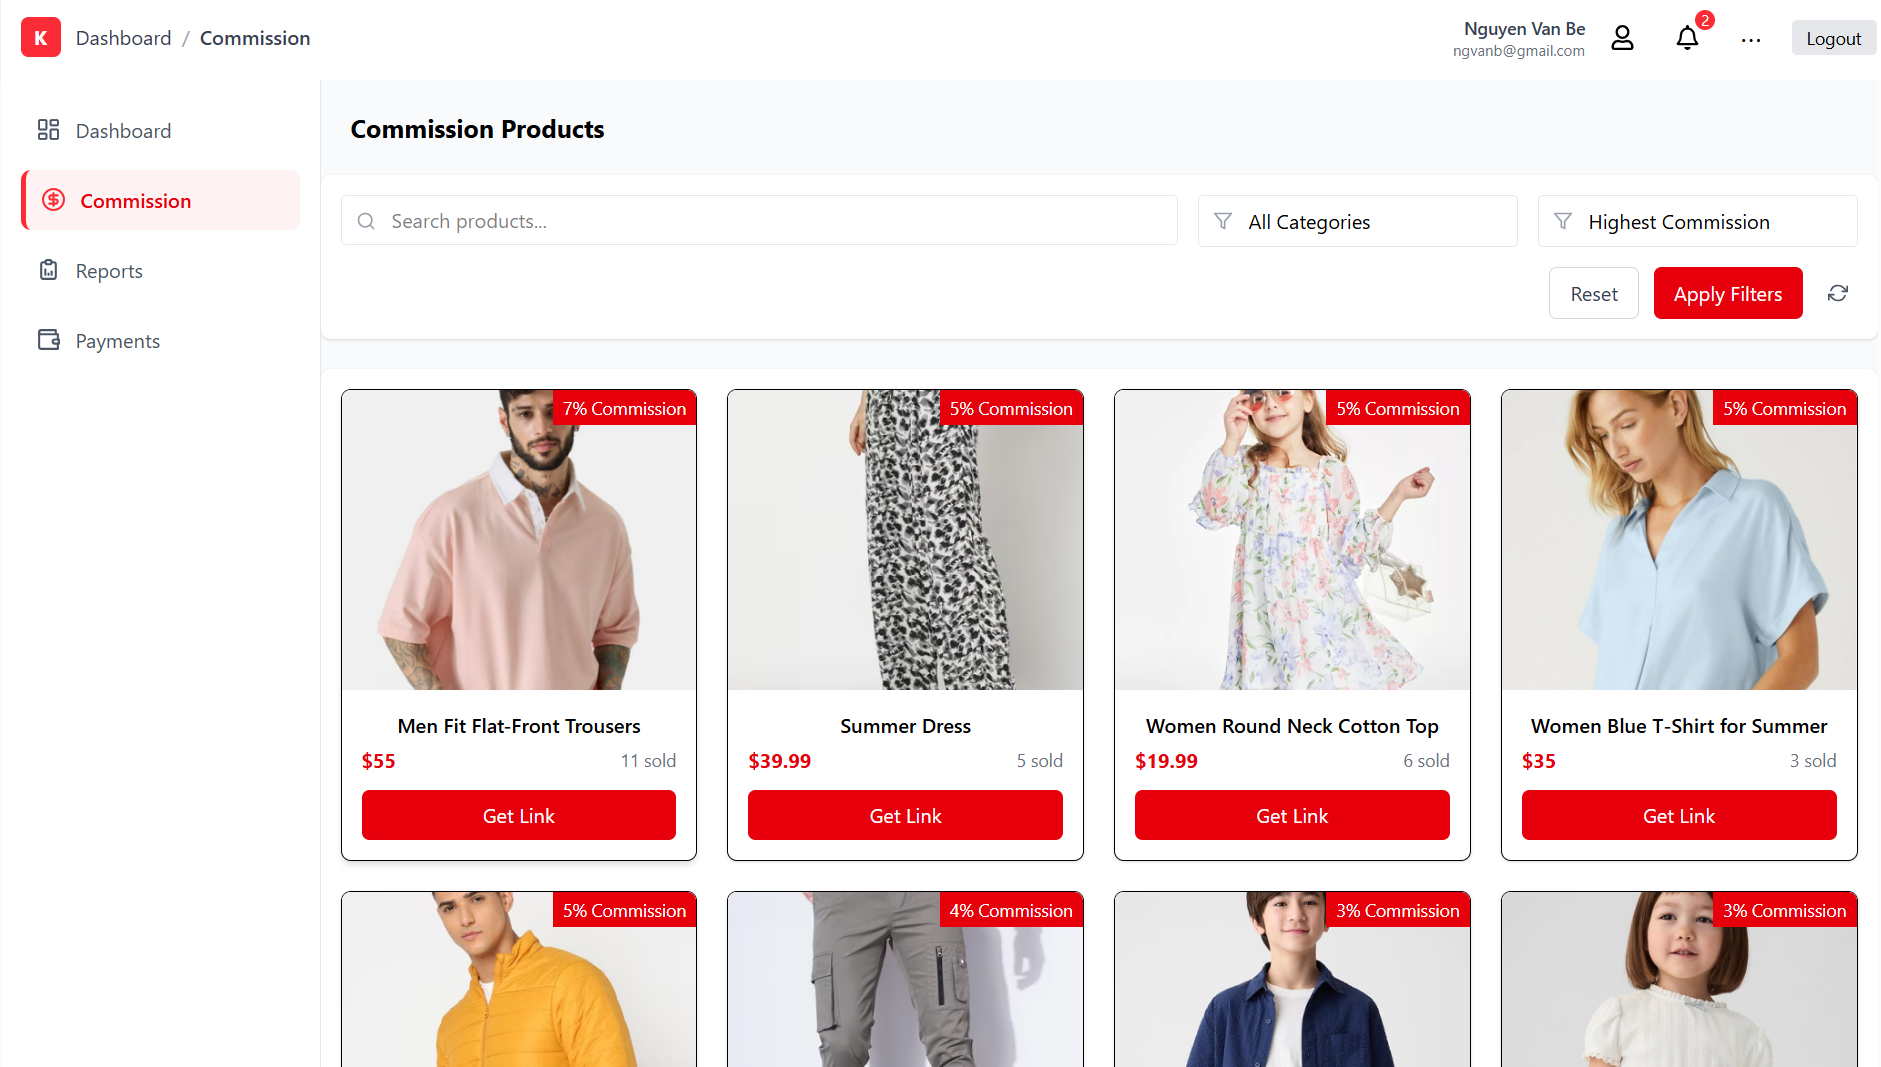 K
Dashboard / Commission
Nguyen Van Be
ngvanb@gmail.com
2
...
Logout
Dashboard
Commission
Reports
Payments
Commission Products
Search products...
All Categories
Highest Commission
Reset
Apply Filters
7% Commission
Men Fit Flat-Front Trousers
$55
11 sold
Get Link
5% Commission
Summer Dress
$39.99
5 sold
Get Link
5% Commission
Women Round Neck Cotton Top
$19.99
6 sold
Get Link
5% Commission
Women Blue T-Shirt for Summer
$35
3 sold
Get Link
5% Commission
4% Commission
3% Commission
3% Commission